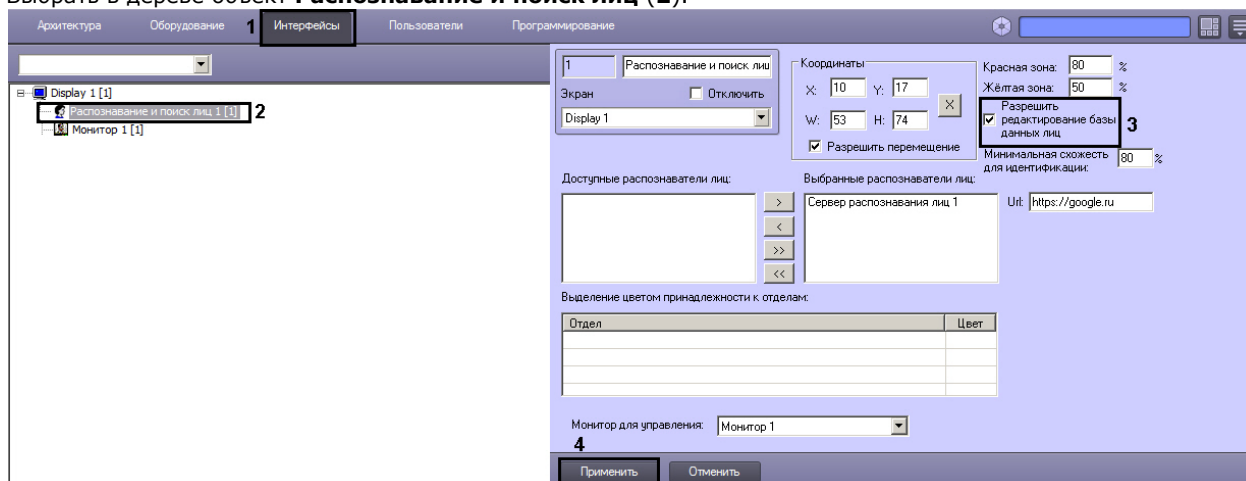 Выбрать в дереве объект Распознавание и поиск лиц (2).
Архитектура Оборудование 1 Интерфейсы Пользователи Программирование
1 Распознавание и поиск лиц
Экран Отключить
Display 1
Координаты
X: 10 Y: 17 X
W: 53 H: 74
Разрешить перемещение
Красная зона: 80 %
Жёлтая зона: 50 %
Разрешить
редактирование базы
данных лиц
3
Минимальная схожесть
для идентификации: 80 %
Display 1 [1]
Распознавание и поиск лиц 1 [1] 2
Монитор 1 [1]
Доступные распознаватели лиц: Выбранные распознаватели лиц:
> Сервер распознавания лиц 1 Url: https://google.ru
<
>>
<<
Выделение цветом принадлежности к отделам:
Отдел Цвет
Монитор для управления: Монитор 1
4
Применить Отменить